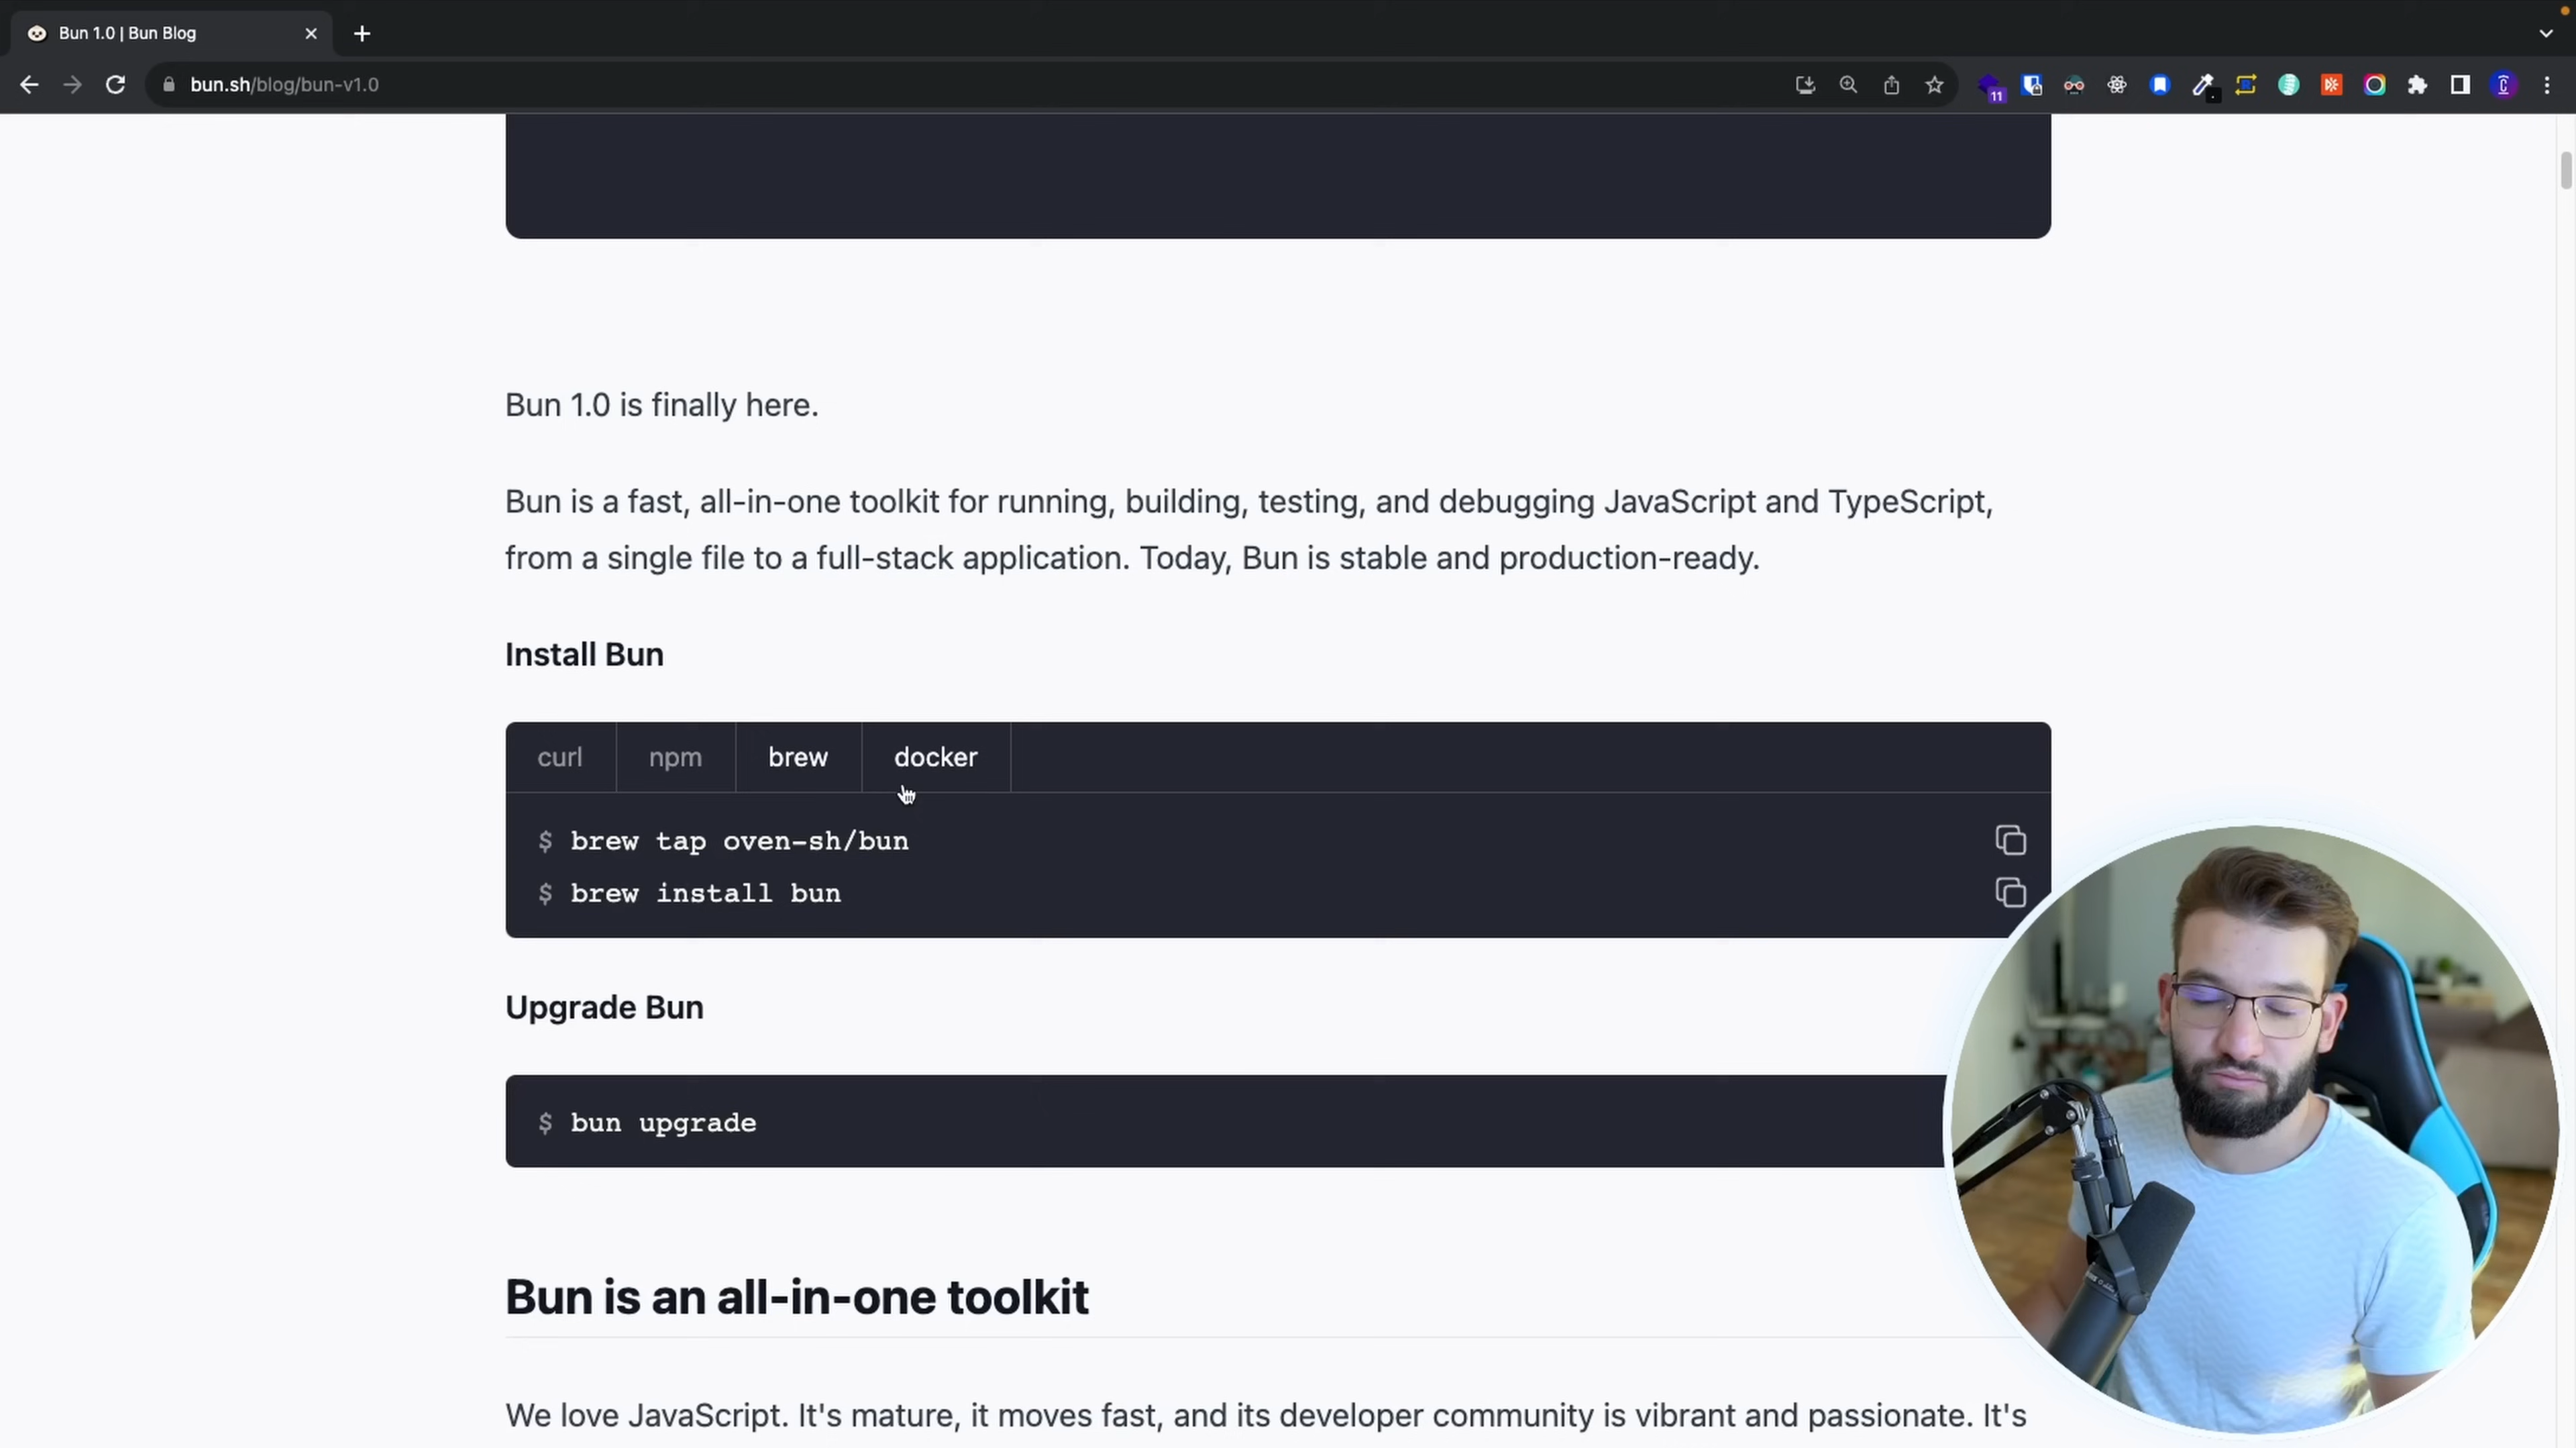 Bun 1.0 | Bun Blog
bun.sh/blog/bun-v1.0
11
Bun 1.0 is finally here.
Bun is a fast, all-in-one toolkit for running, building, testing, and debugging JavaScript and TypeScript,
from a single file to a full-stack application. Today, Bun is stable and production-ready.
Install Bun
curl npm brew docker
$ brew tap oven-sh/bun
$ brew install bun
Upgrade Bun
$ bun upgrade
Bun is an all-in-one toolkit
We love JavaScript. It's mature, it moves fast, and its developer community is vibrant and passionate. It's